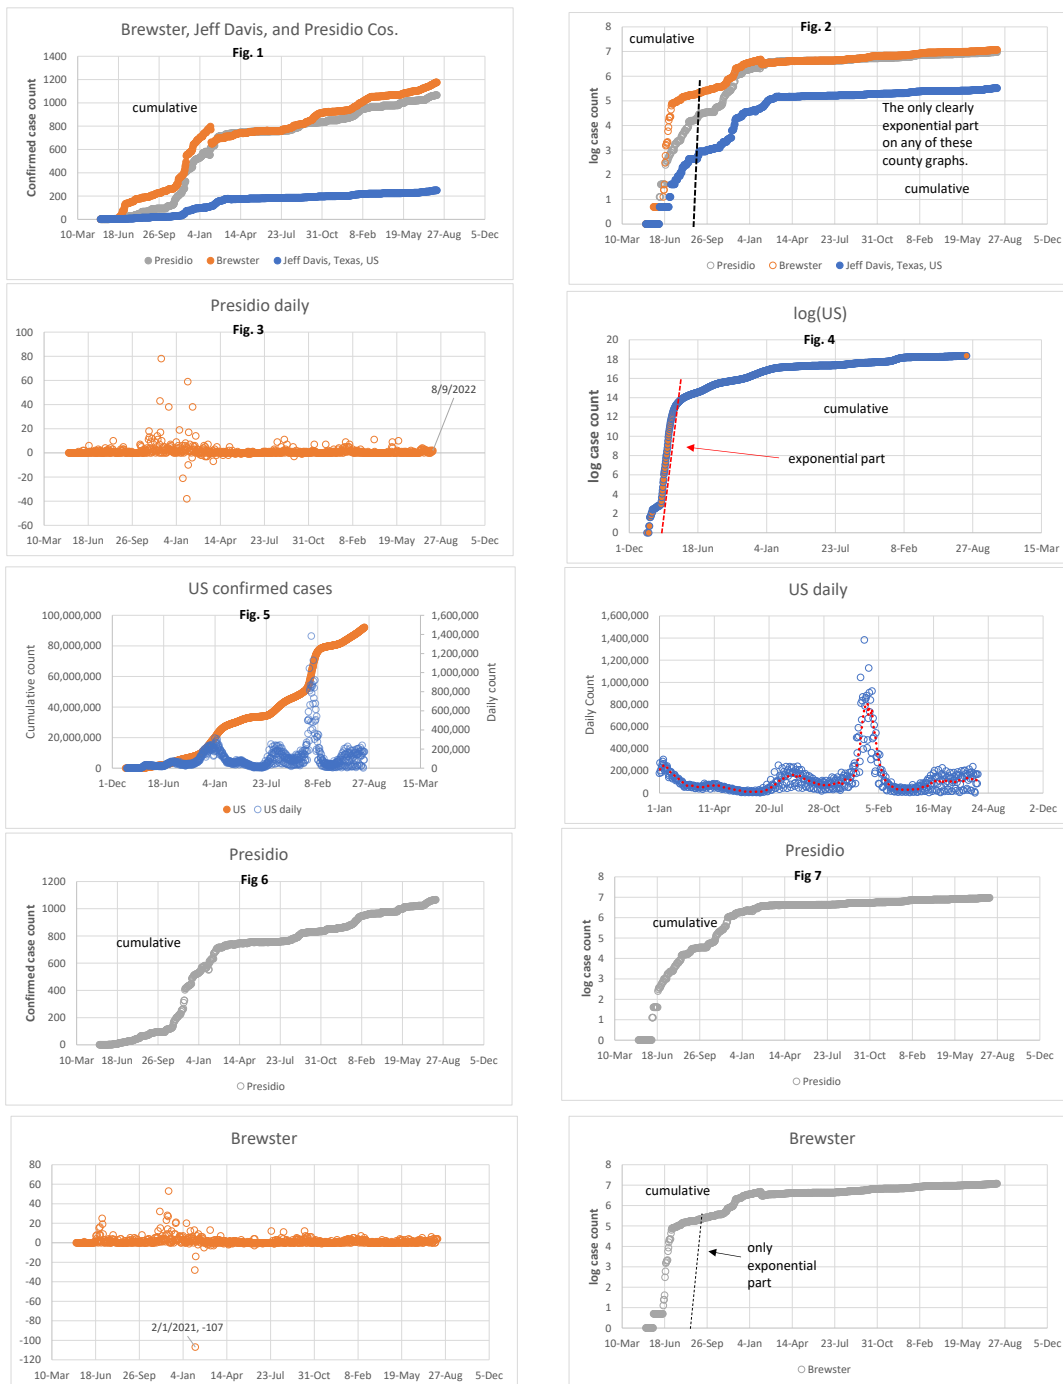 Brewster, Jeff Davis, and Presidio Cos.
Fig. 1
cumulative
Confirmed case count
1400
1200
1000
800
600
400
200
0
10-Mar 18-Jun 26-Sep 4-Jan 14-Apr 23-Jul 31-Oct 8-Feb 19-May 27-Aug 5-Dec
Presidio Brewster Jeff Davis, Texas, US
Fig. 2
cumulative
The only clearly
exponential part
on any of these
county graphs.
cumulative
log case count
8
7
6
5
4
3
2
1
0
10-Mar 18-Jun 26-Sep 4-Jan 14-Apr 23-Jul 31-Oct 8-Feb 19-May 27-Aug 5-Dec
Presidio Brewster Jeff Davis, Texas, US
Presidio daily
Fig. 3
8/9/2022
100
80
60
40
20
0
-20
-40
-60
10-Mar 18-Jun 26-Sep 4-Jan 14-Apr 23-Jul 31-Oct 8-Feb 19-May 27-Aug 5-Dec
log(US)
Fig. 4
cumulative
exponential part
log case count
20
18
16
14
12
10
8
6
4
2
0
1-Dec 18-Jun 4-Jan 23-Jul 8-Feb 27-Aug 15-Mar
US confirmed cases
Fig. 5
Cumulative count
100,000,000
80,000,000
60,000,000
40,000,000
20,000,000
0
1,600,000
1,400,000
1,200,000
1,000,000
800,000
600,000
400,000
200,000
0
Daily count
1-Dec 18-Jun 4-Jan 23-Jul 8-Feb 27-Aug 15-Mar
US US daily
US daily
Daily Count
1,600,000
1,400,000
1,200,000
1,000,000
800,000
600,000
400,000
200,000
0
1-Jan 11-Apr 20-Jul 28-Oct 5-Feb 16-May 24-Aug 2-Dec
Presidio
Fig 6
cumulative
Confirmed case count
1200
1000
800
600
400
200
0
10-Mar 18-Jun 26-Sep 4-Jan 14-Apr 23-Jul 31-Oct 8-Feb 19-May 27-Aug 5-Dec
Presidio
Presidio
Fig 7
cumulative
log case count
8
7
6
5
4
3
2
1
0
10-Mar 18-Jun 26-Sep 4-Jan 14-Apr 23-Jul 31-Oct 8-Feb 19-May 27-Aug 5-Dec
Presidio
Brewster
2/1/2021, -107
80
60
40
20
0
-20
-40
-60
-80
-100
-120
10-Mar 18-Jun 26-Sep 4-Jan 14-Apr 23-Jul 31-Oct 8-Feb 19-May 27-Aug 5-Dec
Brewster
cumulative
only
exponential
part
log case count
8
7
6
5
4
3
2
1
0
10-Mar 18-Jun 26-Sep 4-Jan 14-Apr 23-Jul 31-Oct 8-Feb 19-May 27-Aug 5-Dec
Brewster